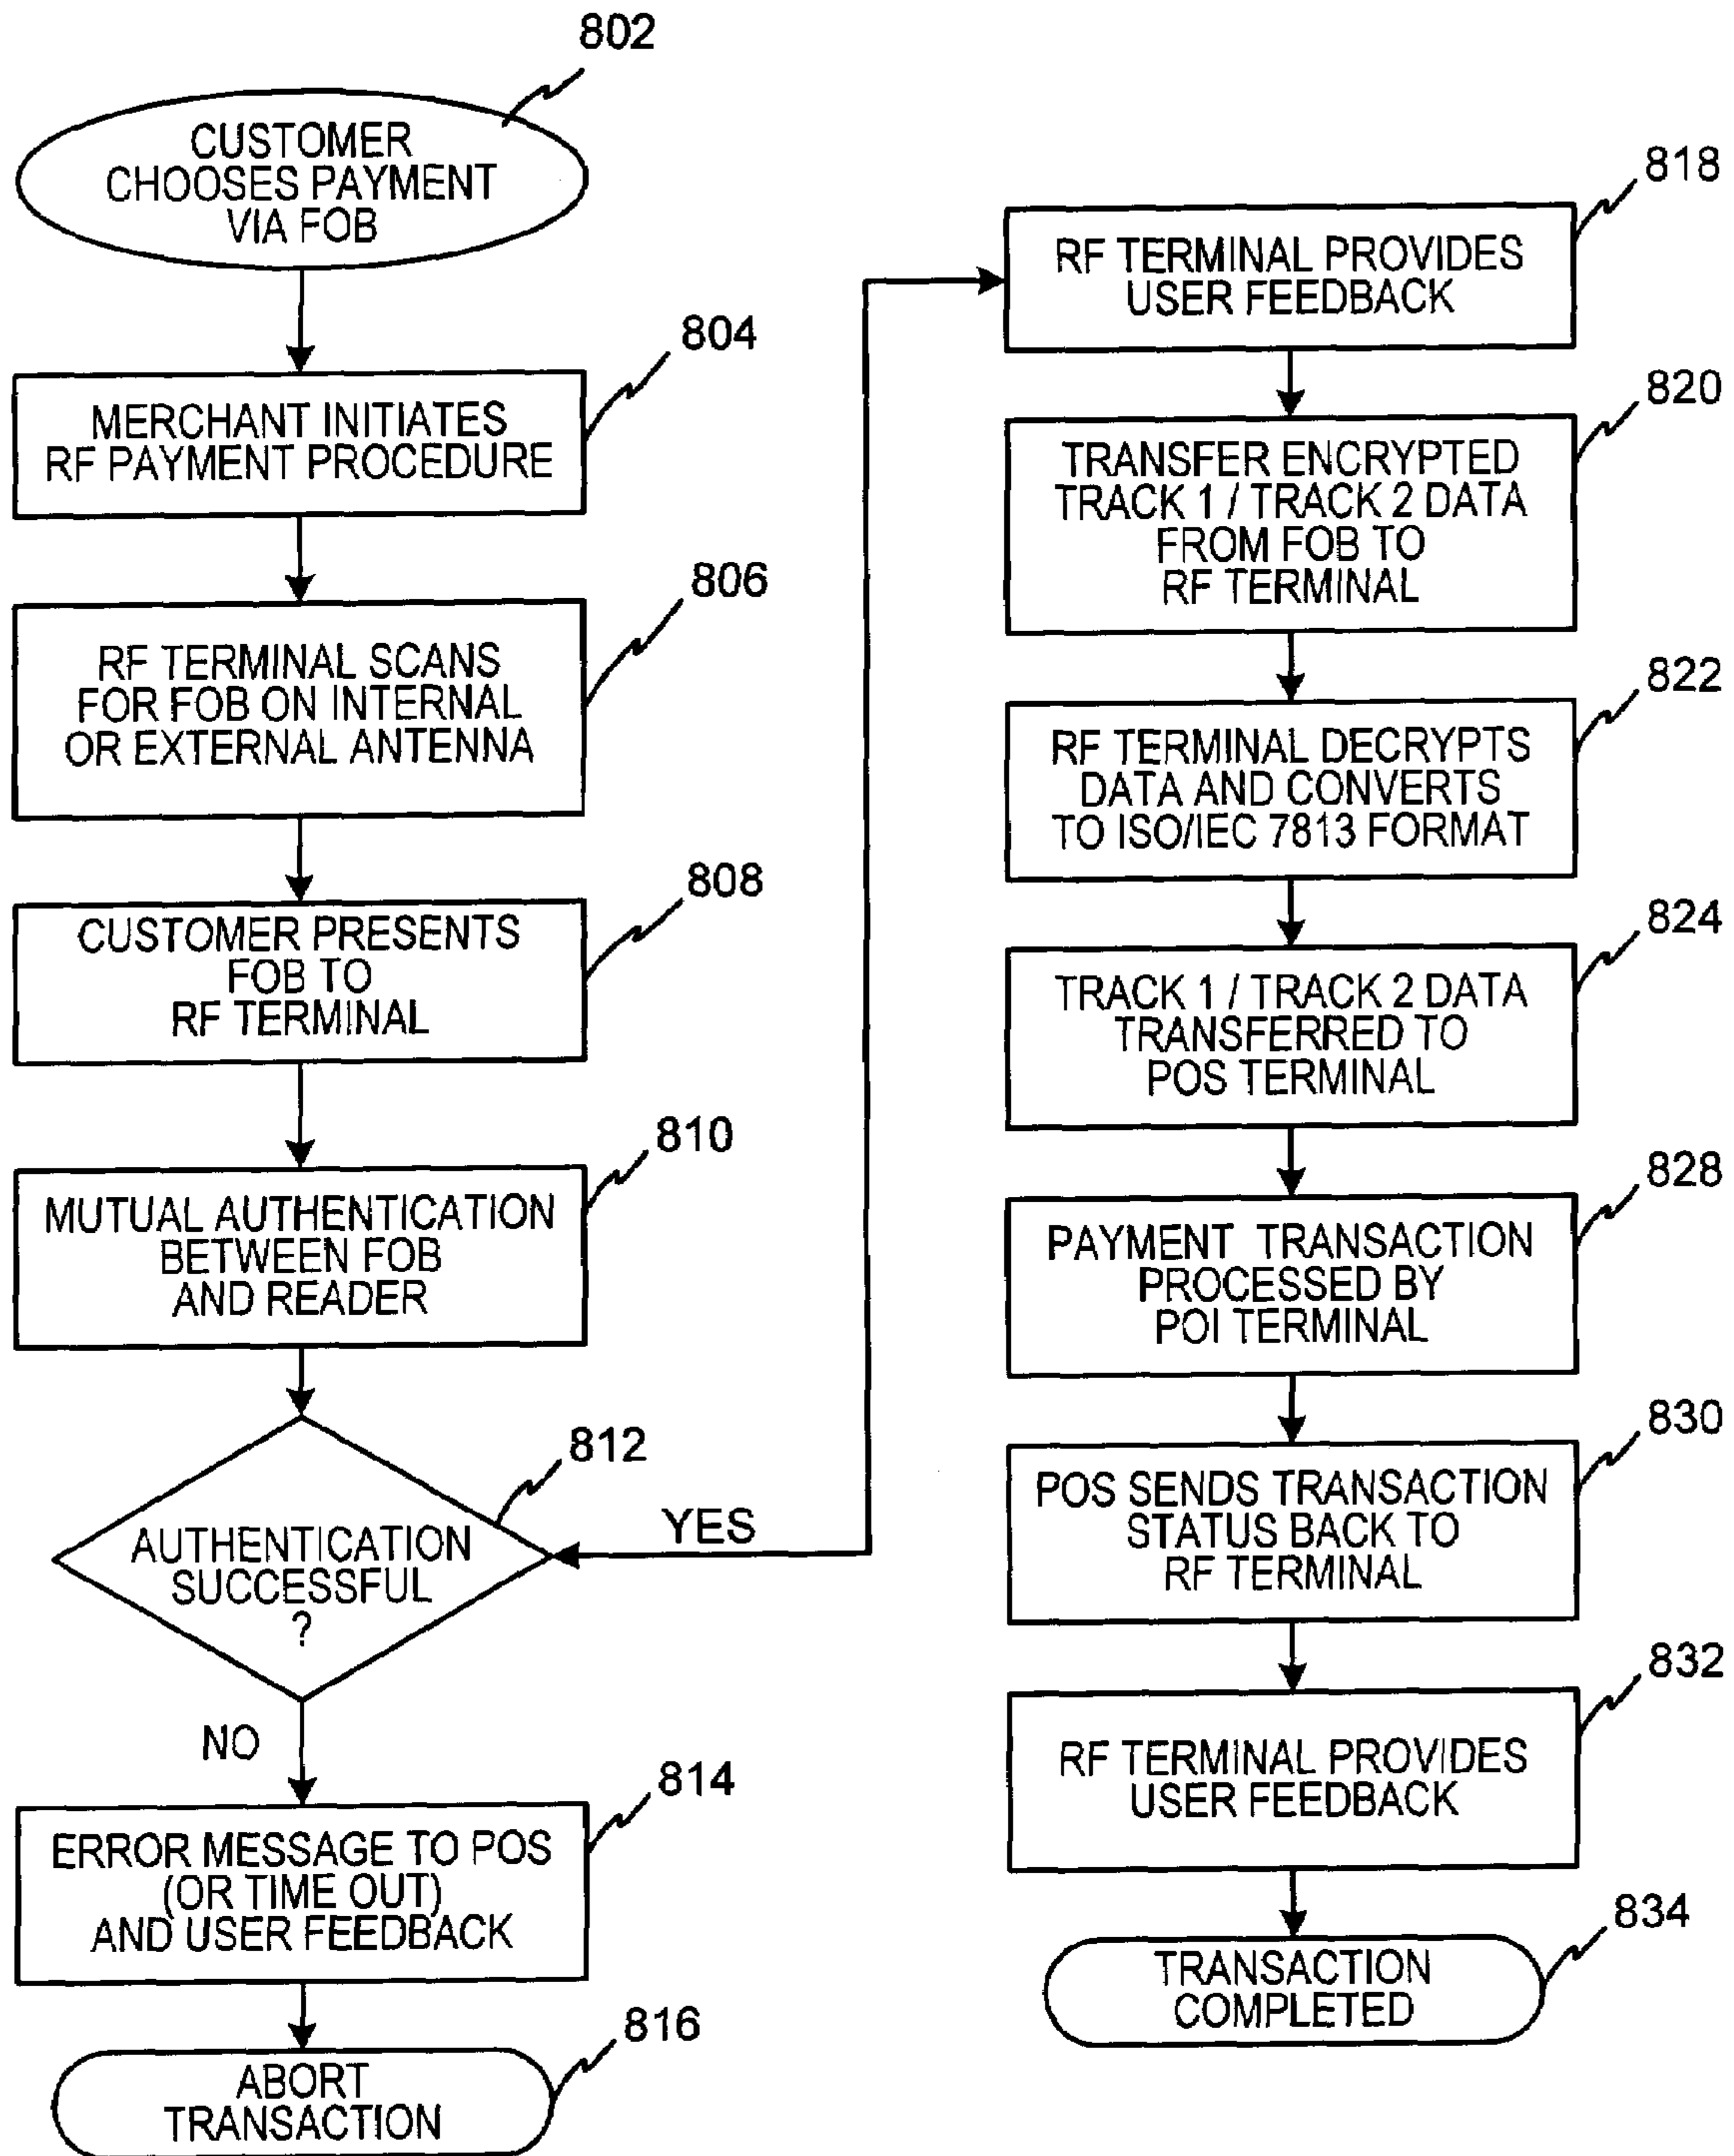 802
CUSTOMER
CHOOSES PAYMENT
VIA FOB
804
MERCHANT INITIATES
RF PAYMENT PROCEDURE
806
RF TERMINAL SCANS
FOR FOB ON INTERNAL
OR EXTERNAL ANTENNA
808
CUSTOMER PRESENTS
FOB TO
RF TERMINAL
810
MUTUAL AUTHENTICATION
BETWEEN FOB
AND READER
812
AUTHENTICATION
SUCCESSFUL
?
YES
NO
814
ERROR MESSAGE TO POS
(OR TIME OUT)
AND USER FEEDBACK
816
ABORT
TRANSACTION
818
RF TERMINAL PROVIDES
USER FEEDBACK
820
TRANSFER ENCRYPTED
TRACK 1 / TRACK 2 DATA
FROM FOB TO
RF TERMINAL
822
RF TERMINAL DECRYPTS
DATA AND CONVERTS
TO ISO/IEC 7813 FORMAT
824
TRACK 1 / TRACK 2 DATA
TRANSFERRED TO
POS TERMINAL
828
PAYMENT TRANSACTION
PROCESSED BY
POI TERMINAL
830
POS SENDS TRANSACTION
STATUS BACK TO
RF TERMINAL
832
RF TERMINAL PROVIDES
USER FEEDBACK
834
TRANSACTION
COMPLETED